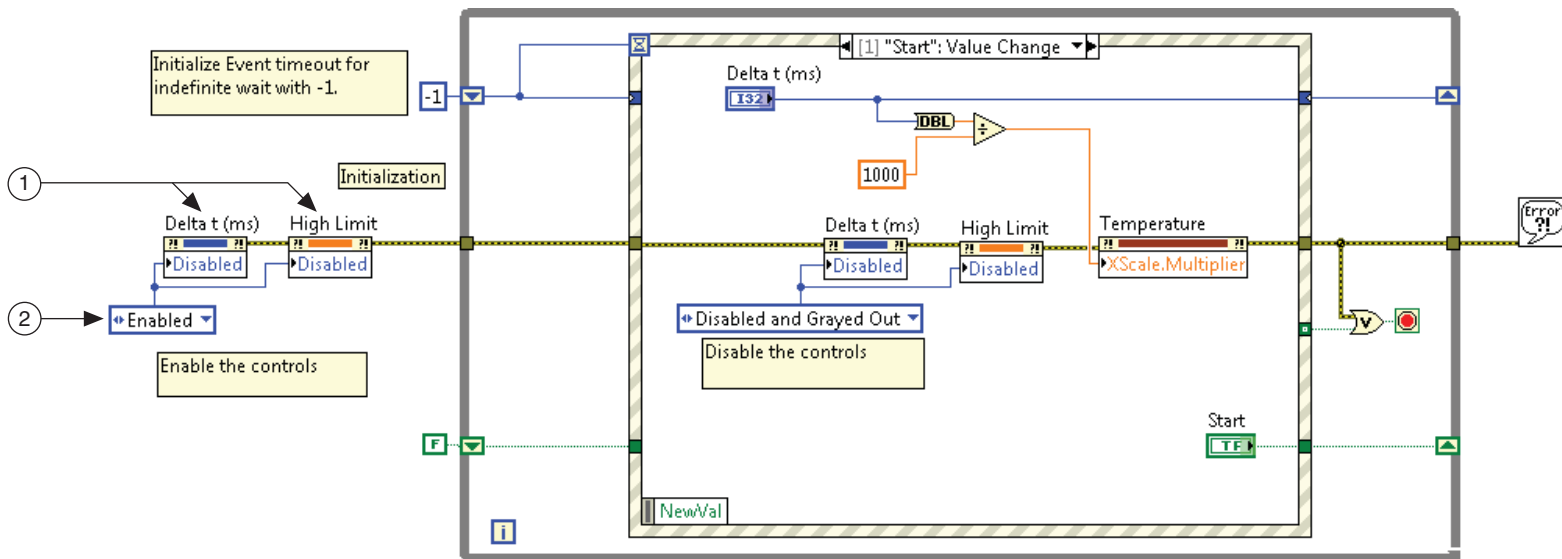 [1] "Start": Value Change
Initialize Event timeout for
indefinite wait with -1.
-1
Delta t (ms)
I32
DBL
÷
1000
Initialization
1
Delta t (ms)
High Limit
?! ?!
?! ?!
Disabled
Disabled
2
Enabled
Enable the controls
Delta t (ms)
High Limit
Temperature
?! ?!
?! ?!
?! ?!
Disabled
Disabled
XScale.Multiplier
Disabled and Grayed Out
Disable the controls
Error
?!
V
Start
TF
F
NewVal
i